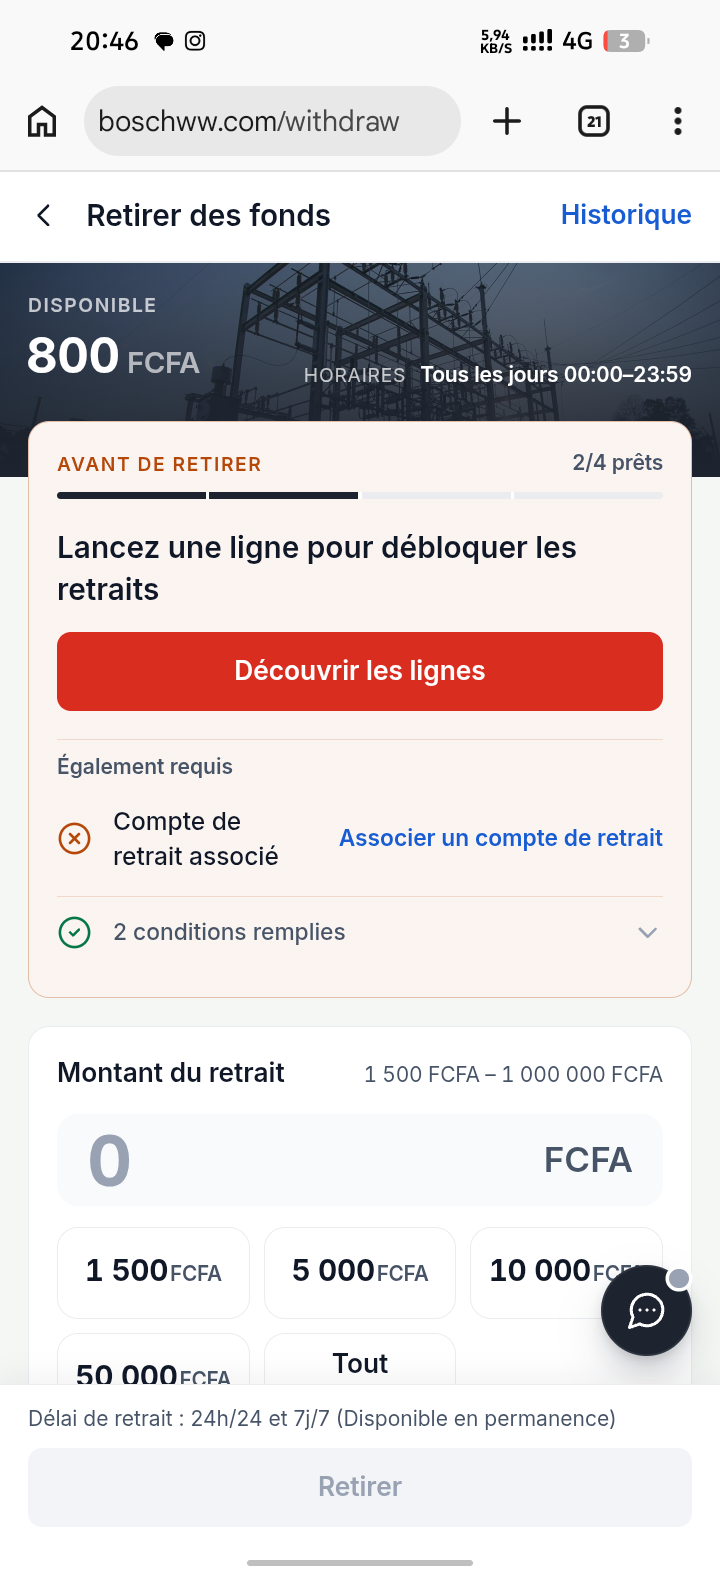 20:46
5,94 KB/S 4G 3
boschww.com/withdraw
21
Retirer des fonds
Historique
DISPONIBLE
800 FCFA
HORAIRES Tous les jours 00:00–23:59
AVANT DE RETIRER
2/4 prêts
Lancez une ligne pour débloquer les
retraits
Découvrir les lignes
Également requis
Compte de
retrait associé
Associer un compte de retrait
2 conditions remplies
Montant du retrait
1 500 FCFA – 1 000 000 FCFA
0
FCFA
1 500 FCFA
5 000 FCFA
10 000
50 000 FCFA
Tout
Délai de retrait : 24h/24 et 7j/7 (Disponible en permanence)
Retirer